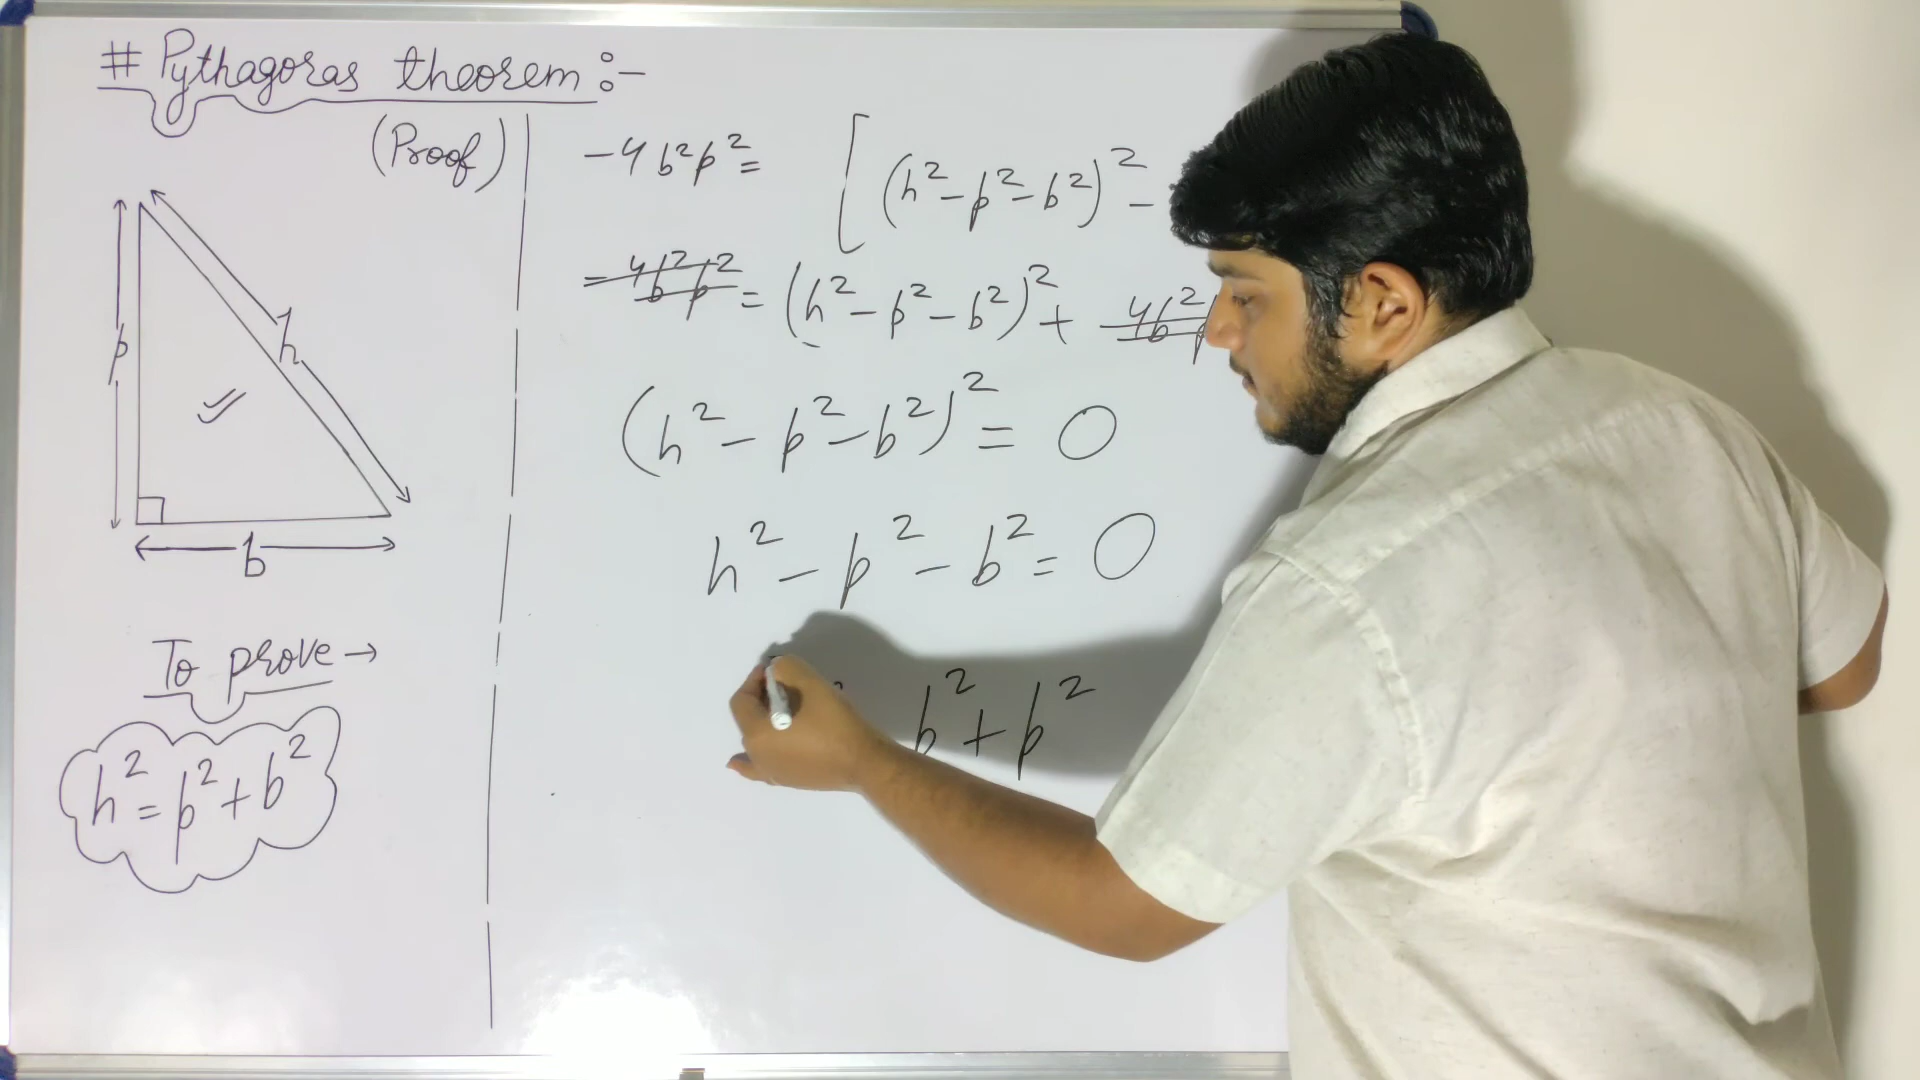 # Pythagoras theorem :-
(Proof)
p
h
b
To prove →
h² = p² + b²
-4b²p² = [(h² - p² - b²)² -
= 4b²p² = (h² - p² - b²)² + 4b²p
(h² - p² - b²)² = 0
h² - p² - b² = 0
b² + p²